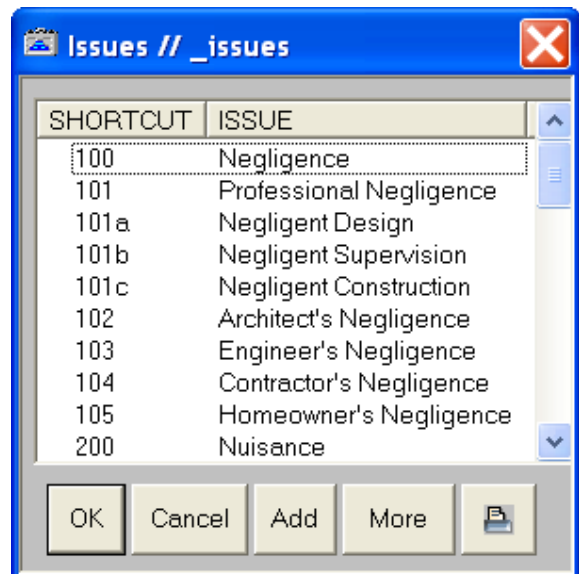 Issues // _issues
SHORTCUT ISSUE
100 Negligence
101 Professional Negligence
101a Negligent Design
101b Negligent Supervision
101c Negligent Construction
102 Architect's Negligence
103 Engineer's Negligence
104 Contractor's Negligence
105 Homeowner's Negligence
200 Nuisance
OK Cancel Add More